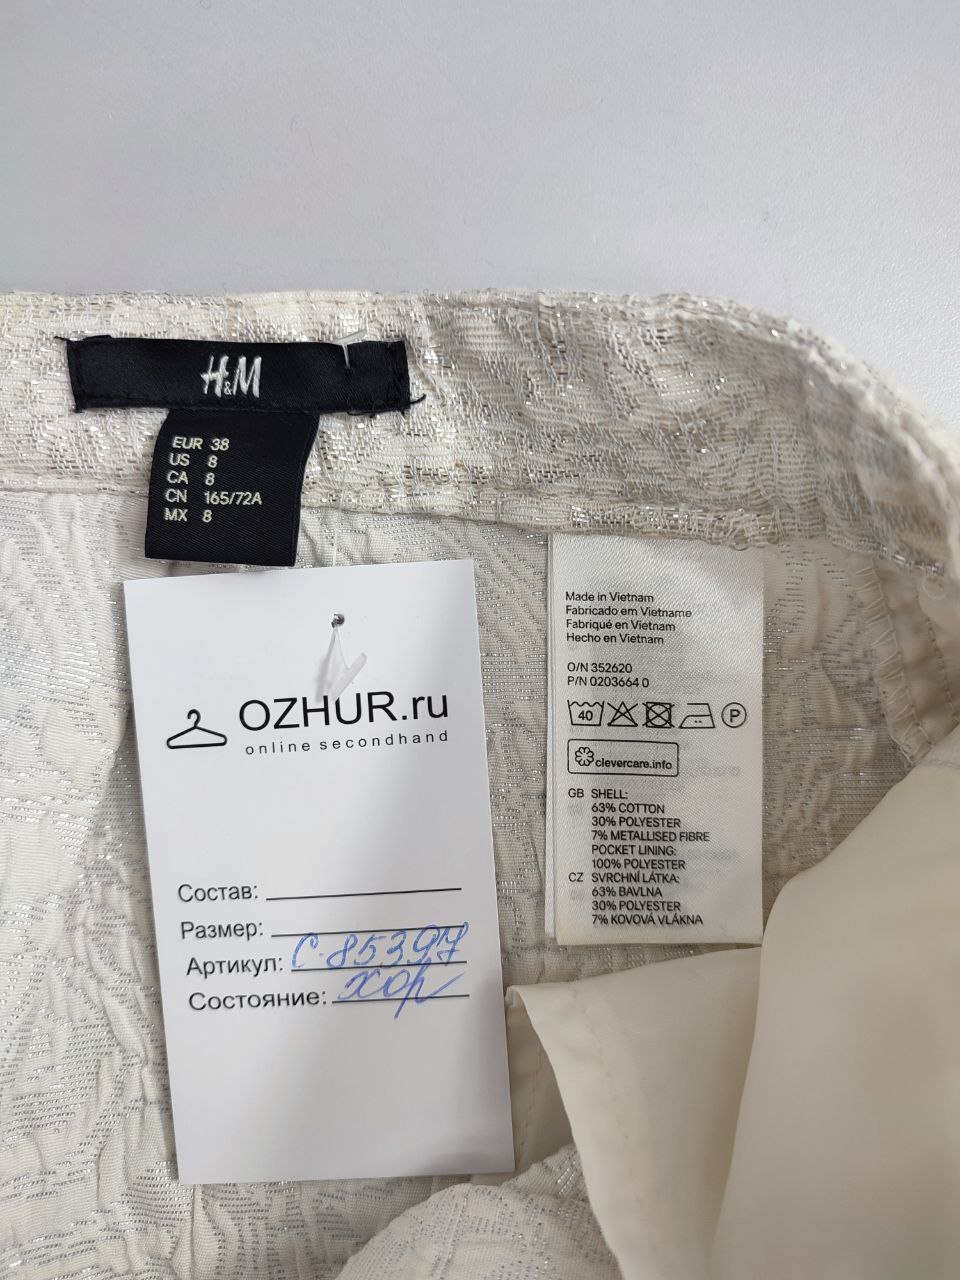 H&M
EUR 38
US 8
CA 8
CN 165/72A
MX 8
OZHUR.ru
online secondhand
Состав:
Размер:
Артикул: С-85397
Состояние: хор
Made in Vietnam
Fabricado em Vietname
Fabriqué en Vietnam
Hecho en Vietnam
O/N 352620
P/N 0203664 0
40
P
clevercare.info
GB SHELL:
63% COTTON
30% POLYESTER
7% METALLISED FIBRE
POCKET LINING:
100% POLYESTER
CZ SVRCHNÍ LÁTKA:
63% BAVLNA
30% POLYESTER
7% KOVOVÁ VLÁKNA